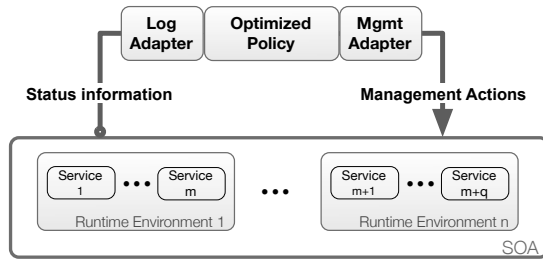 Log Adapter
Optimized Policy
Mgmt Adapter
Status information
Management Actions
Service 1
•••
Service m
•••
Service m+1
•••
Service m+q
Runtime Environment 1
Runtime Environment n
SOA